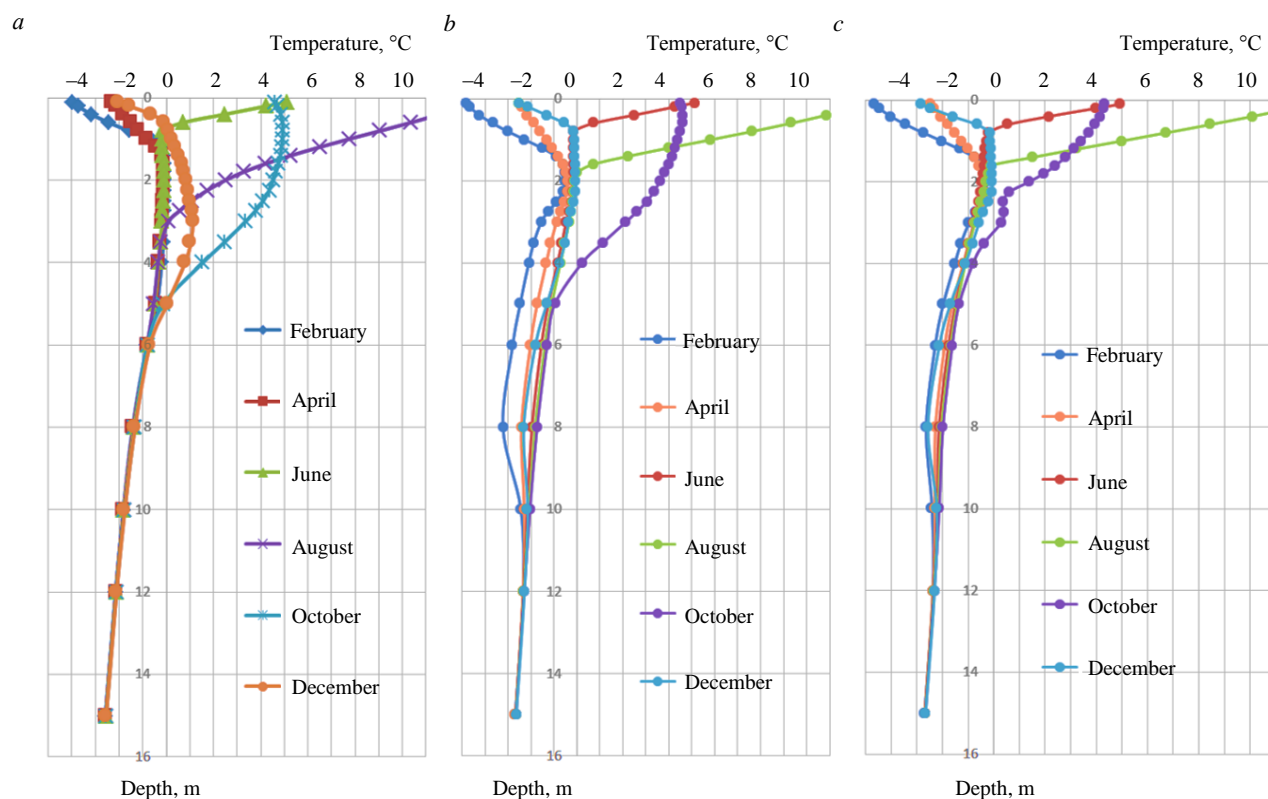 a
Temperature, °C
–4 –2 0 2 4 6 8 10
0
2
4
6
8
10
12
14
16
February
April
June
August
October
December
Depth, m
b
Temperature, °C
–4 –2 0 2 4 6 8 10
0
2
4
6
8
10
12
14
16
February
April
June
August
October
December
Depth, m
c
Temperature, °C
–4 –2 0 2 4 6 8 10
0
2
4
6
8
10
12
14
16
February
April
June
August
October
December
Depth, m